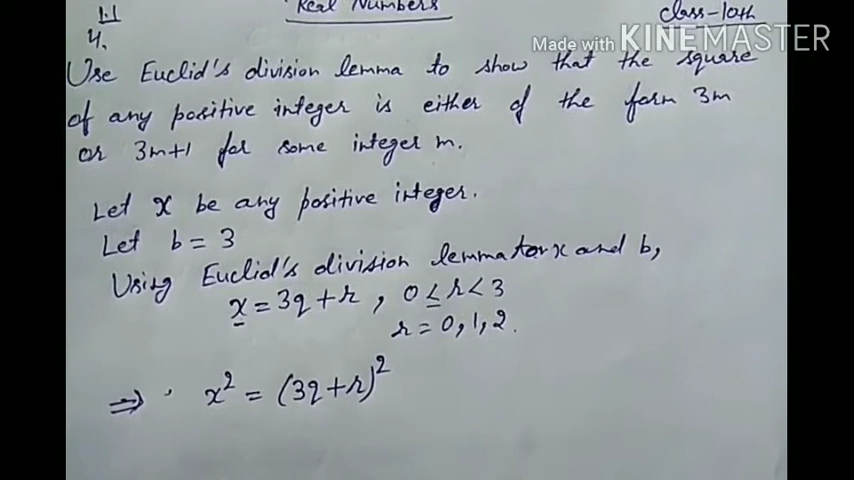 1.1 Real Numbers Class-10th
Made with KINEMASTER
4.
Use Euclid's division lemma to show that the square
of any positive integer is either of the form 3m
or 3m+1 for some integer m.
Let x be any positive integer.
Let b = 3
Using Euclid's division lemma for x and b,
x = 3q + r , 0 ≤ r < 3
r = 0, 1, 2.
⇒ x² = (3q + r)²